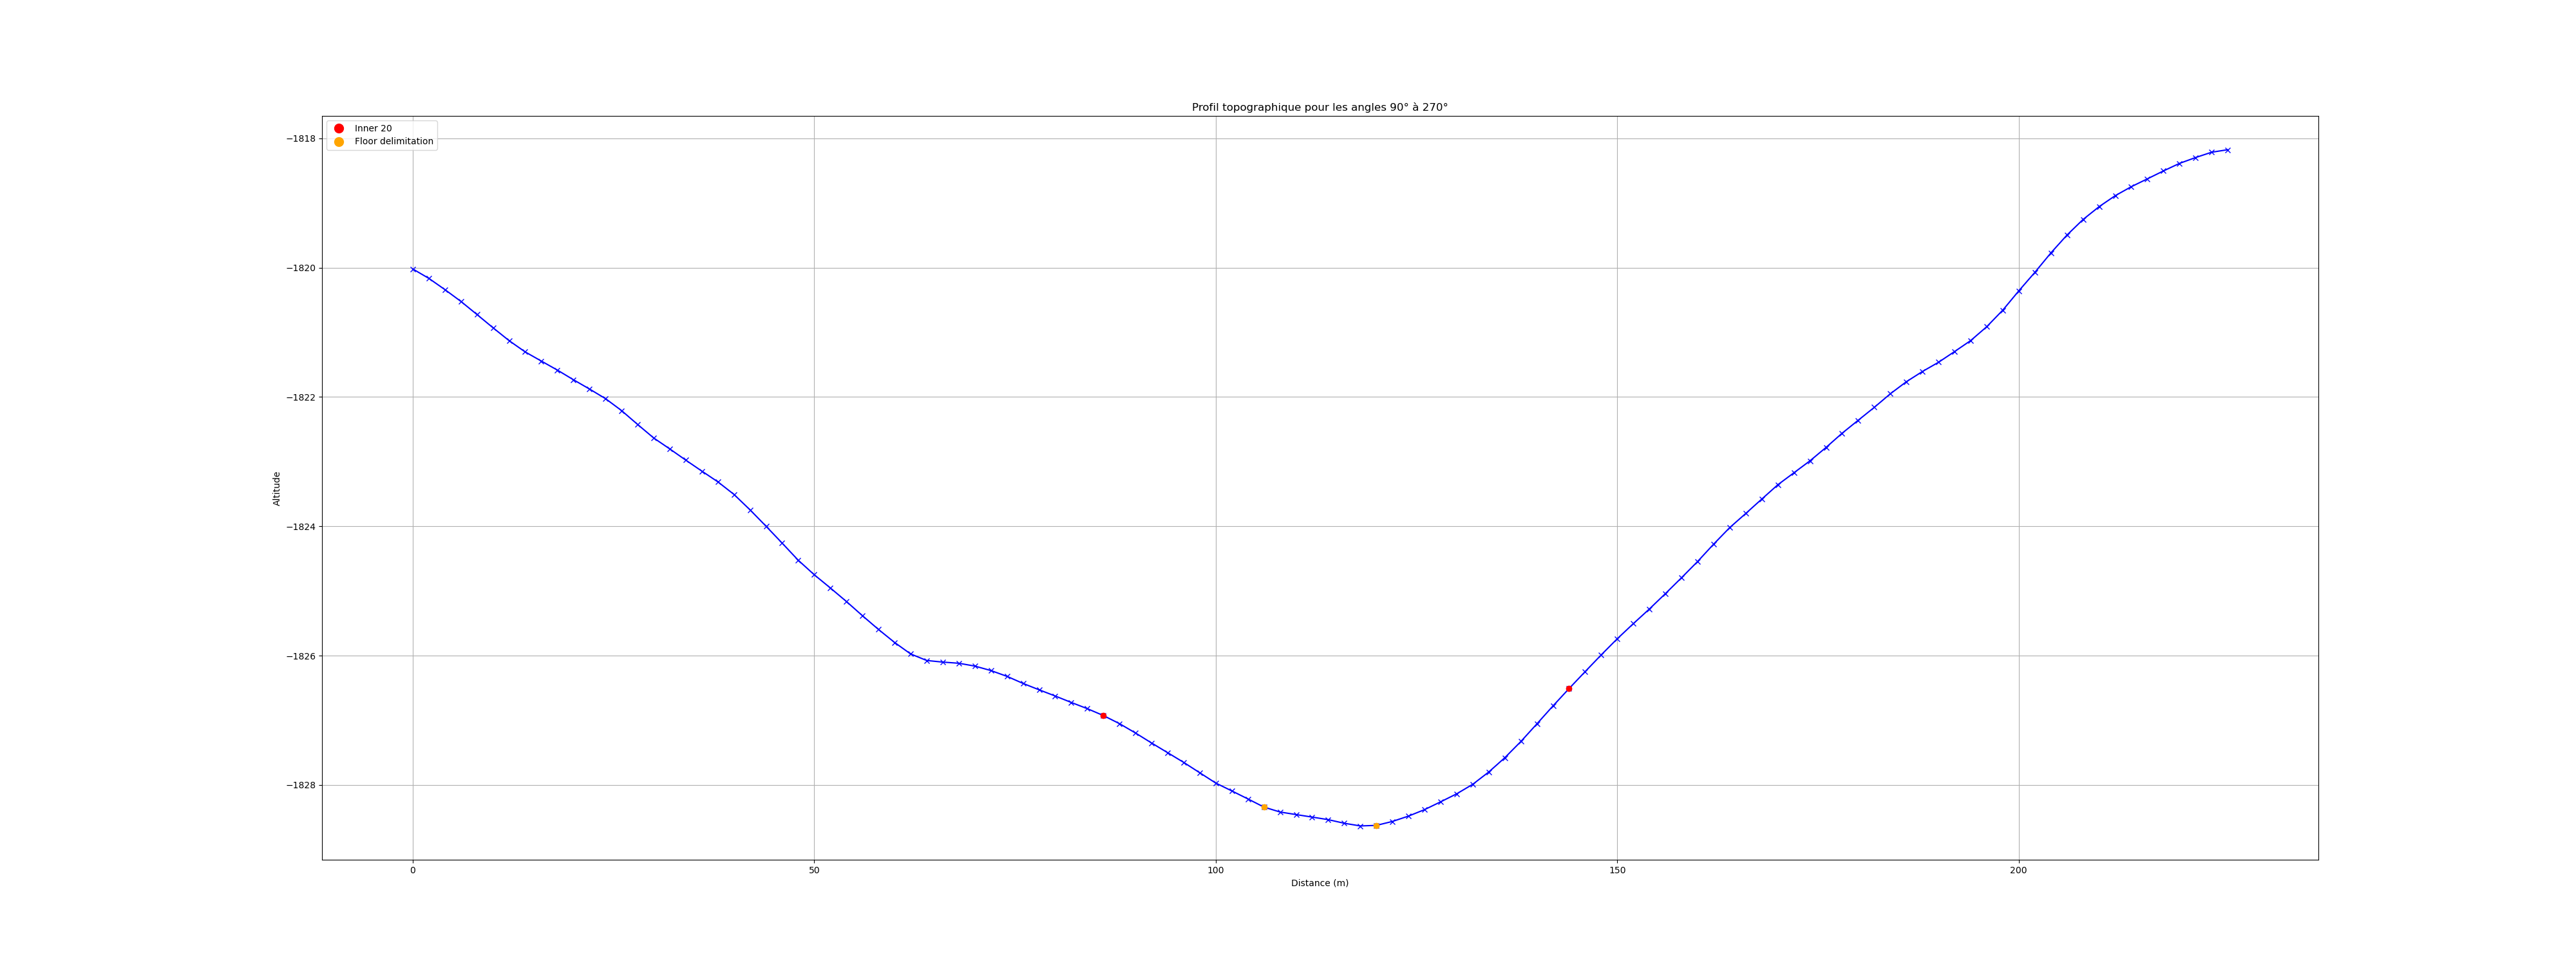 Profil topographique pour les angles 90° à 270°
Inner 20
Floor delimitation
−1818
−1820
−1822
−1824
−1826
−1828
Altitude
0
50
100
150
200
Distance (m)